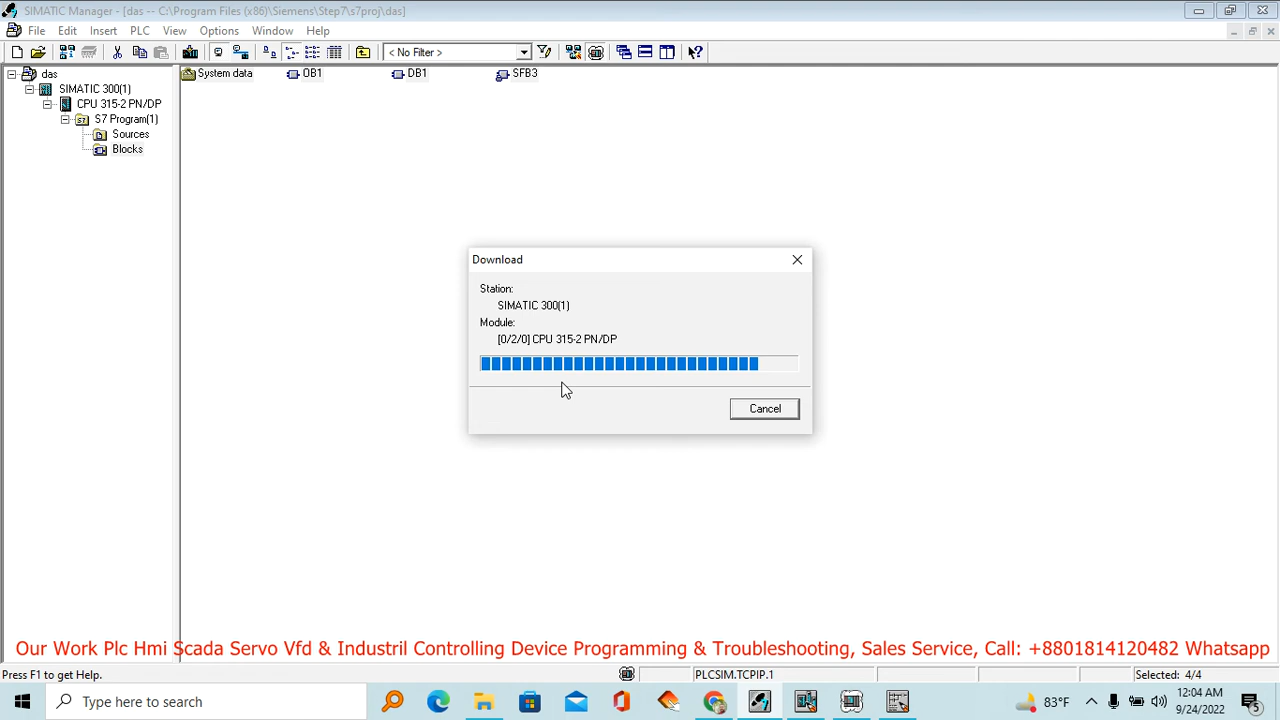 SIMATIC Manager - [das -- C:\Program Files (x86)\Siemens\Step7\s7proj\das]
File Edit Insert PLC View Options Window Help
< No Filter >
das
SIMATIC 300(1)
CPU 315-2 PN/DP
S7 Program(1)
Sources
Blocks
System data OB1 DB1 SFB3
Download
Station:
SIMATIC 300(1)
Module:
[0/2/0] CPU 315-2 PN/DP
Cancel
Our Work Plc Hmi Scada Servo Vfd & Industril Controlling Device Programming & Troubleshooting, Sales Service, Call: +8801814120482 Whatsapp
Press F1 to get Help. PLCSIM.TCPIP.1 Selected: 4/4
Type here to search 83°F 12:04 AM
9/24/2022 5